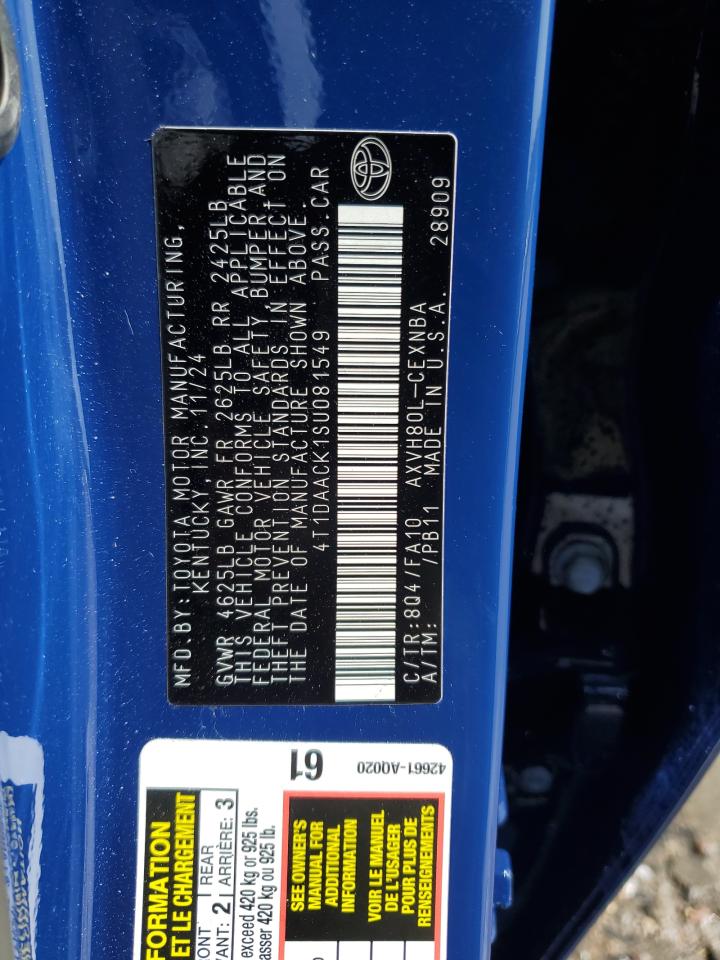 MFD.BY:TOYOTA MOTOR MANUFACTURING,
KENTUCKY, INC. 11/24
GVWR 4625LB GAWR FR 2625LB RR 2425LB
THIS VEHICLE CONFORMS TO ALL APPLICABLE
FEDERAL MOTOR VEHICLE SAFETY, BUMPER, AND
THEFT PREVENTION STANDARDS IN EFFECT ON
THE DATE OF MANUFACTURE SHOWN ABOVE.
4T1DAACK1SU081549 PASS.CAR
C/TR:8Q4/FA10 AXVH80L-CEXNBA
A/TM: /PB11 MADE IN U.S.A. 28909
61
42661-AQ020
FORMATION
ET LE CHARGEMENT
RONT REAR
VANT: 2 ARRIÈRE: 3
exceed 420 kg or 925 lbs.
asser 420 kg ou 925 lb.
SEE OWNER'S
MANUAL FOR
ADDITIONAL
INFORMATION
VOIR LE MANUEL
DE L'USAGER
POUR PLUS DE
RENSEIGNEMENTS